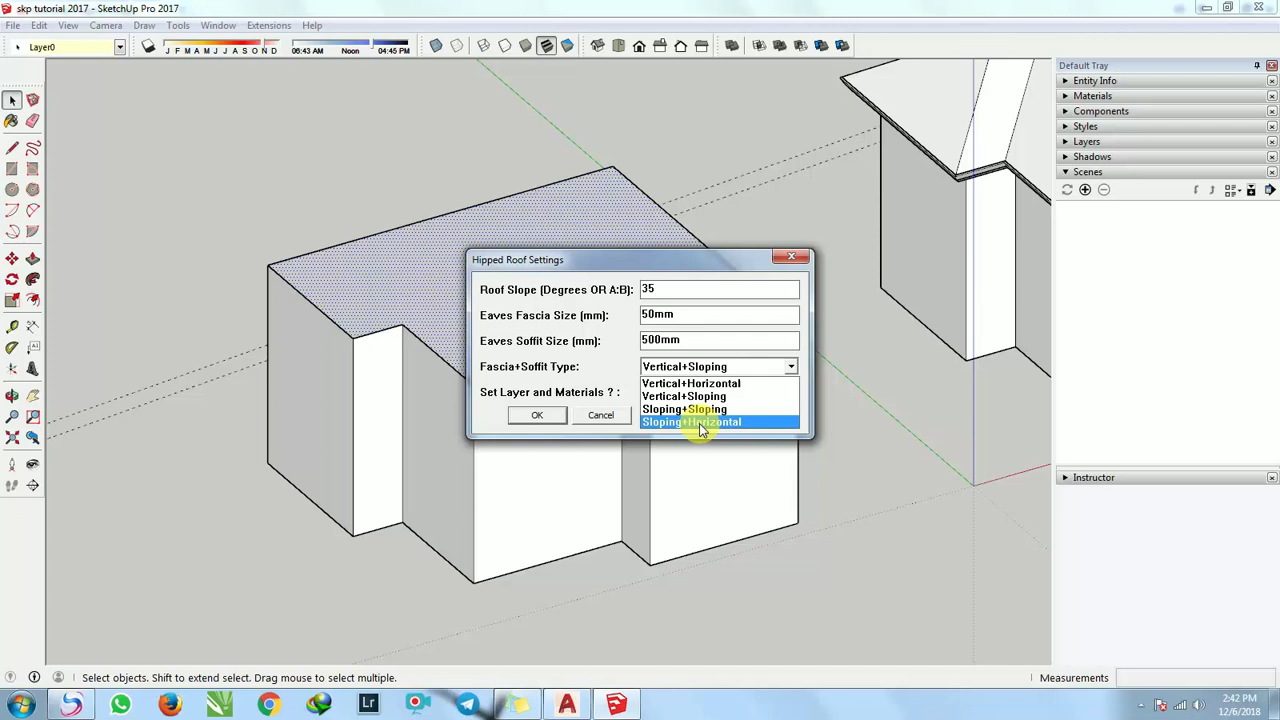 skp tutorial 2017 - SketchUp Pro 2017
File Edit View Camera Draw Tools Window Extensions Help
Layer0
J F M A M J J A S O N D
06:43 AM Noon 04:45 PM
Default Tray
Entity Info
Materials
Components
Styles
Layers
Shadows
Scenes
Instructor
Hipped Roof Settings
Roof Slope (Degrees OR A:B): 35
Eaves Fascia Size (mm): 50mm
Eaves Soffit Size (mm): 500mm
Fascia+Soffit Type: Vertical+Sloping
Vertical+Horizontal
Set Layer and Materials ? : Vertical+Sloping
Sloping+Sloping
OK Cancel Sloping+Horizontal
Select objects. Shift to extend select. Drag mouse to select multiple. Measurements
Lr
A
2:42 PM
12/6/2018